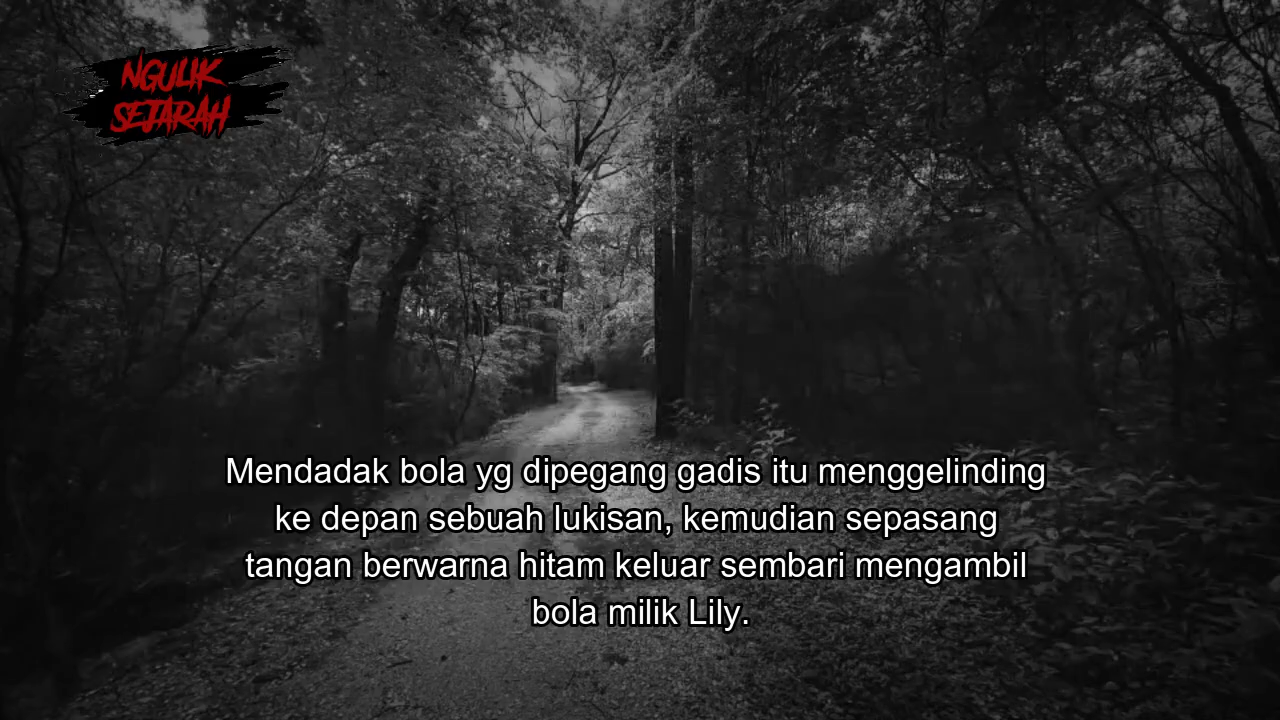 NGULIK
SEJARAH
Mendadak bola yg dipegang gadis itu menggelinding
ke depan sebuah lukisan, kemudian sepasang
tangan berwarna hitam keluar sembari mengambil
bola milik Lily.